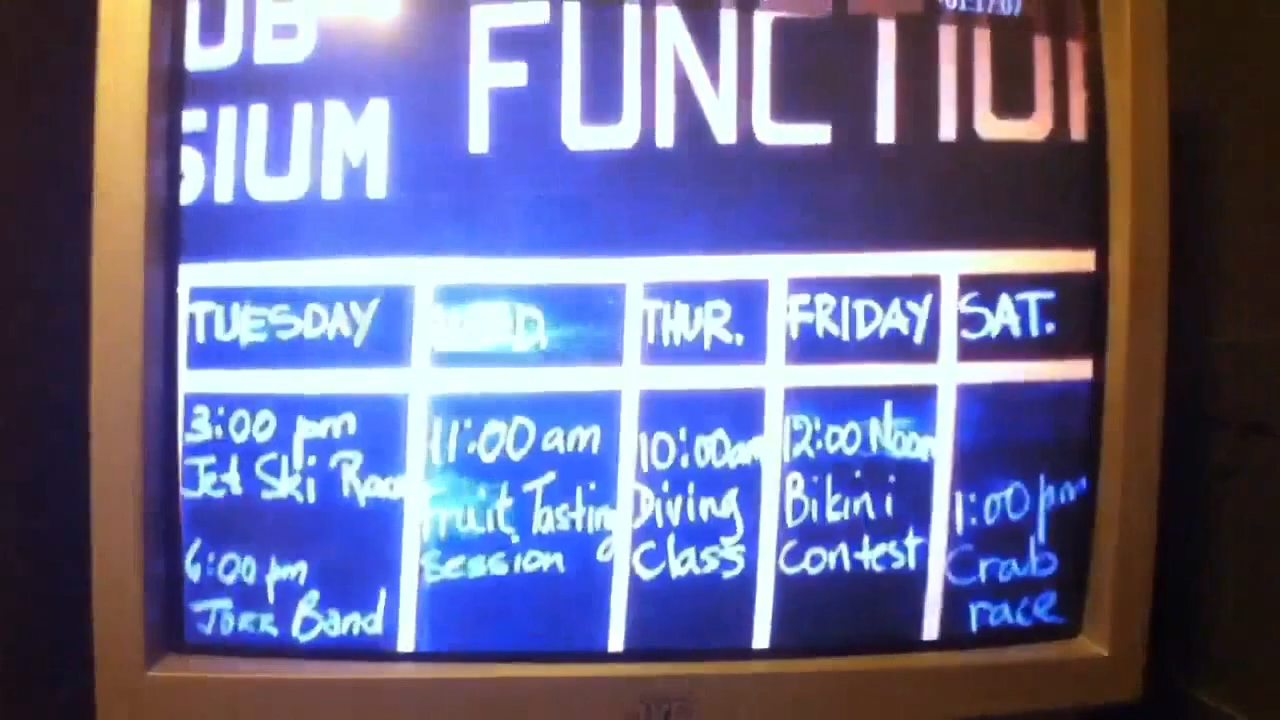 FUNCTIO
SIUM
TUESDAY
THUR.
FRIDAY
SAT.
3:00 pm
Jet Ski Race
6:00 pm
Band
11:00 am
Fruit Tasting
Session
10:00am
Diving
Class
12:00 Noon
Bikini
Contest
1:00 pm
Crab
race